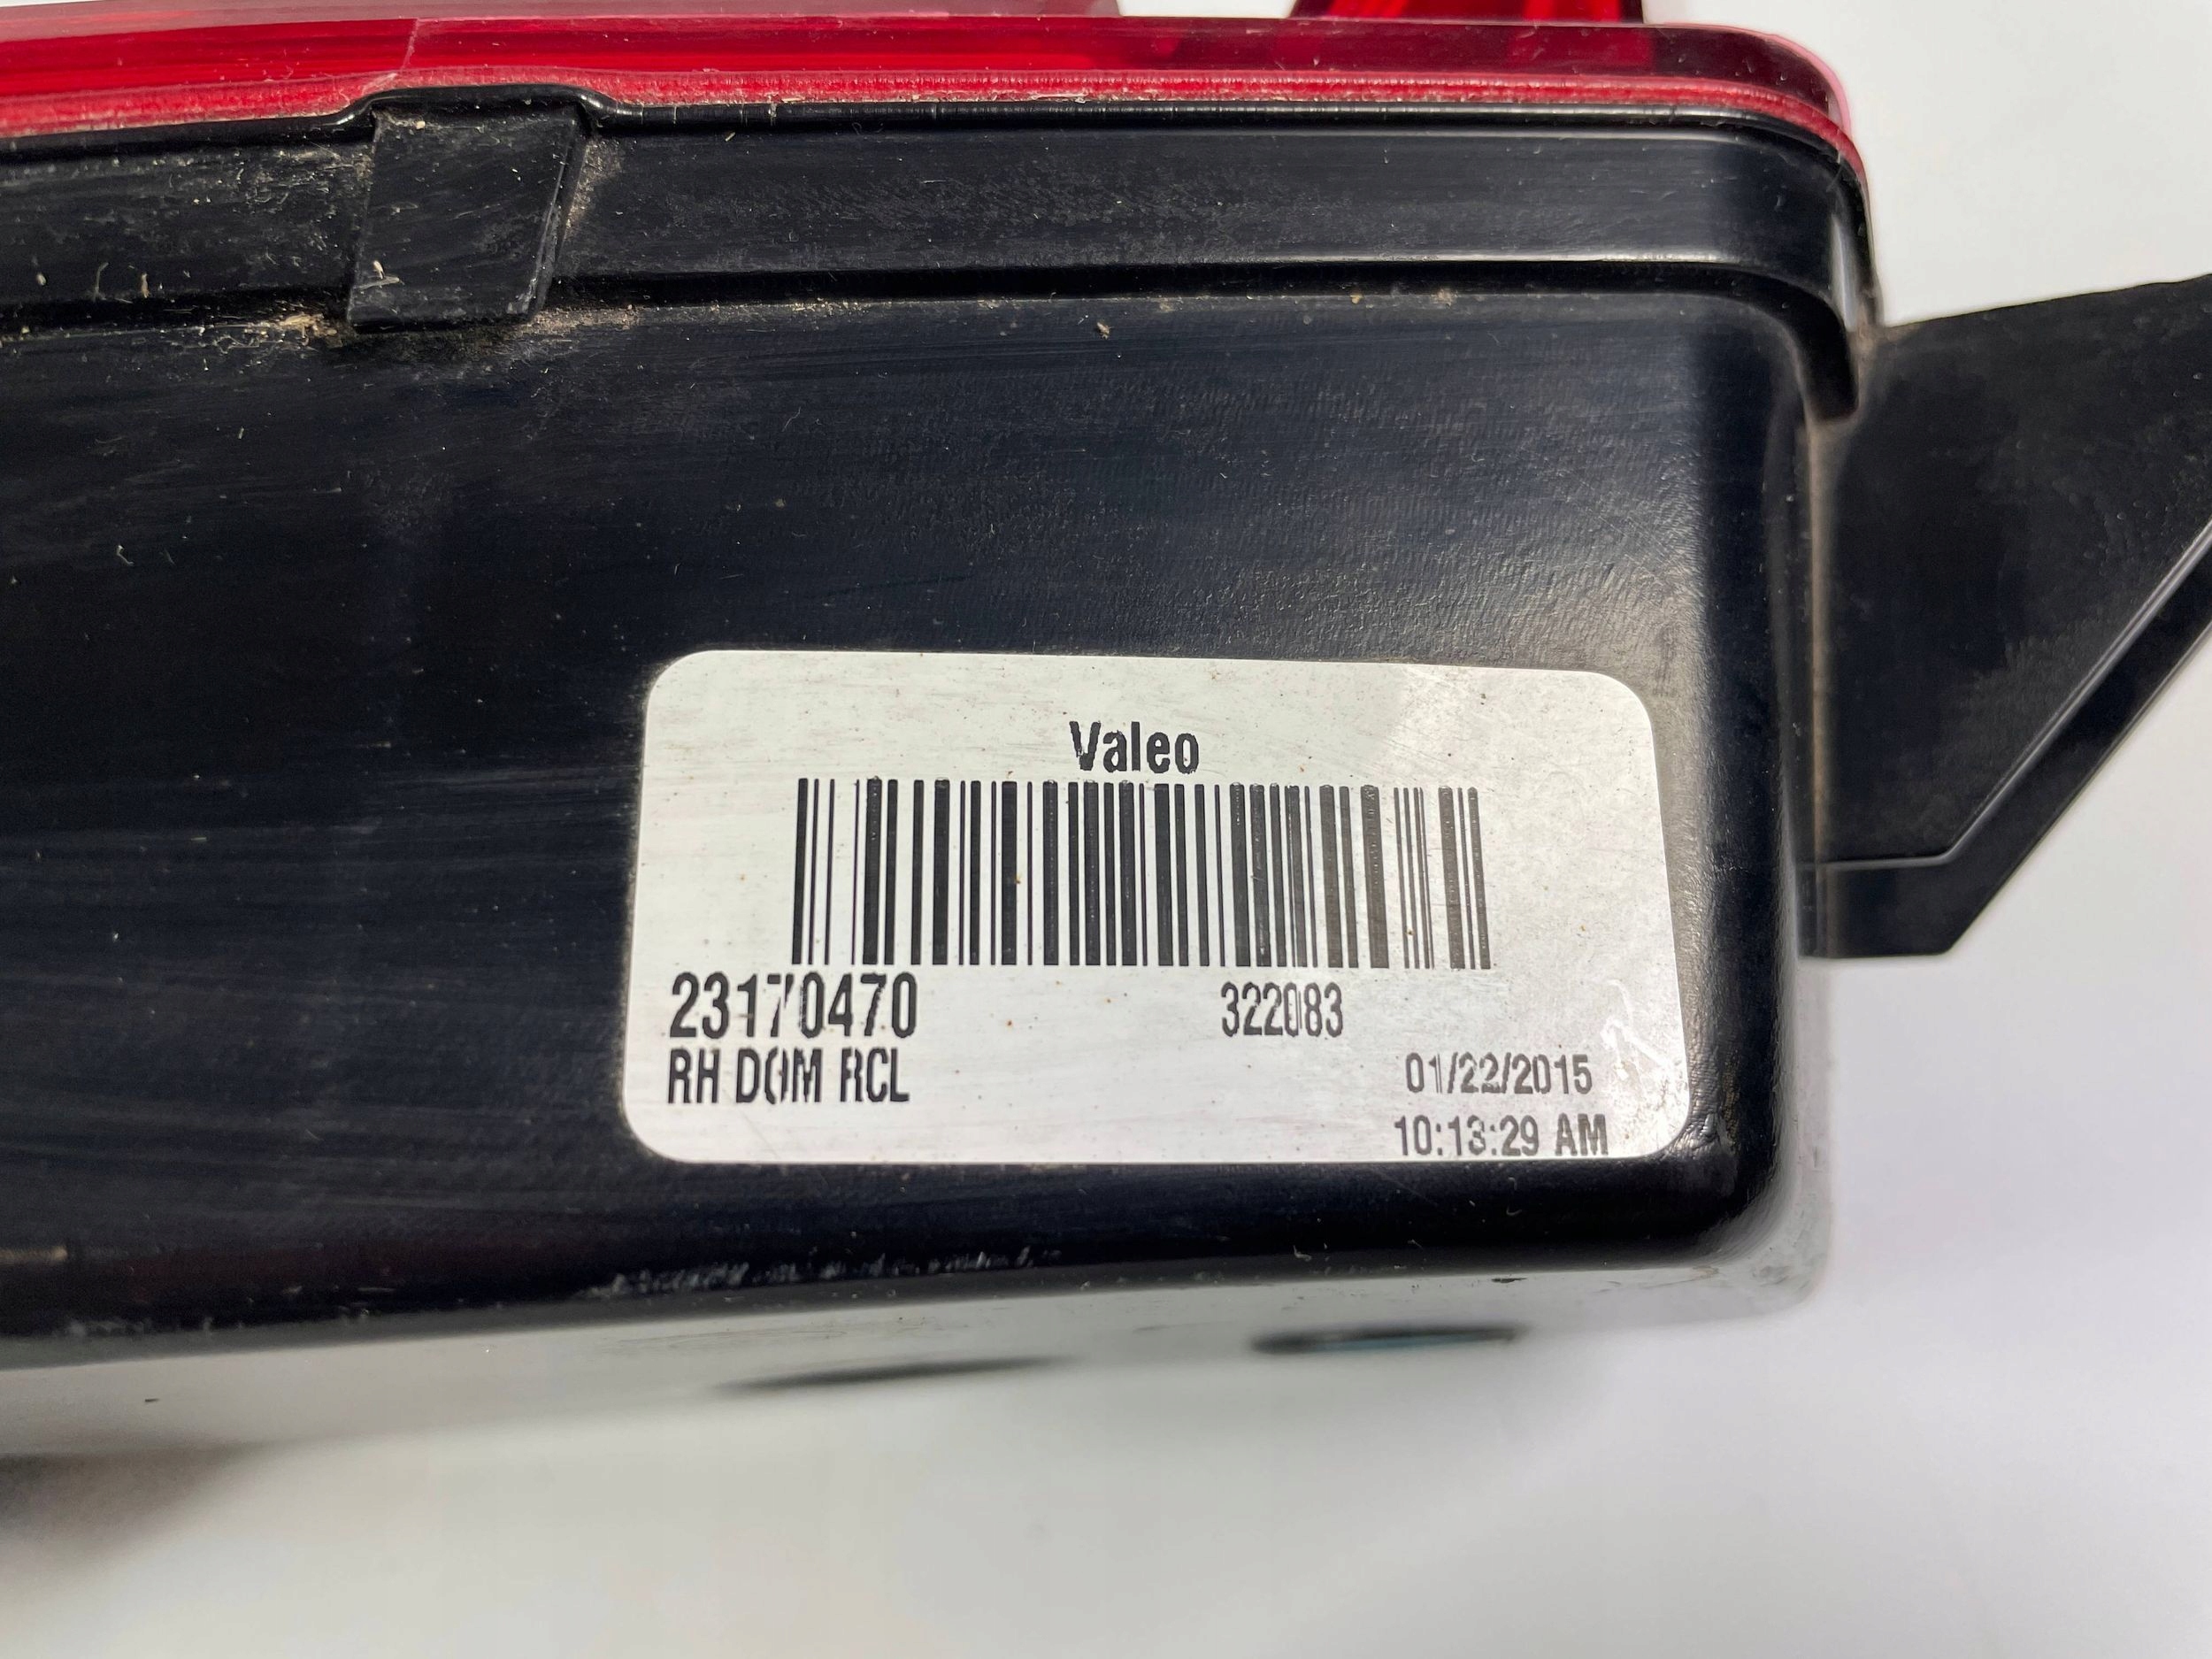 Valeo
23170470 322083
RH DOM RCL 01/22/2015
10:13:29 AM